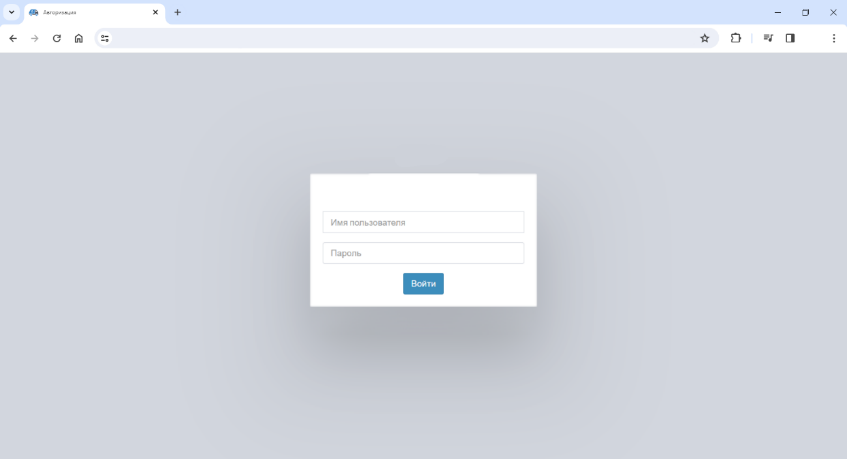 Авторизация
Имя пользователя
Пароль
Войти